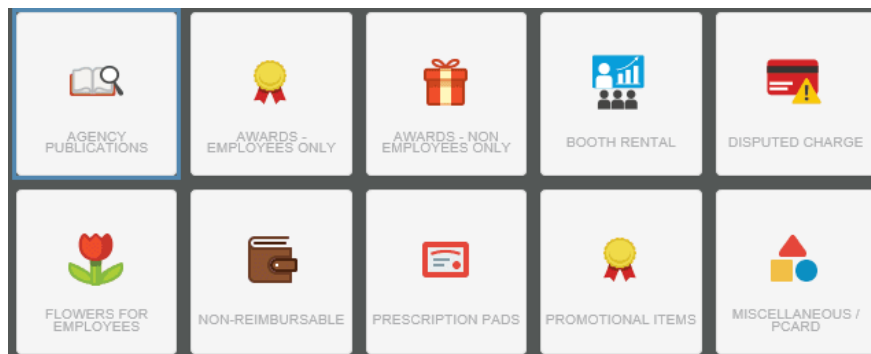 AGENCY
PUBLICATIONS
AWARDS -
EMPLOYEES ONLY
AWARDS - NON
EMPLOYEES ONLY
BOOTH RENTAL
DISPUTED CHARGE
FLOWERS FOR
EMPLOYEES
NON-REIMBURSABLE
PRESCRIPTION PADS
PROMOTIONAL ITEMS
MISCELLANEOUS /
PCARD